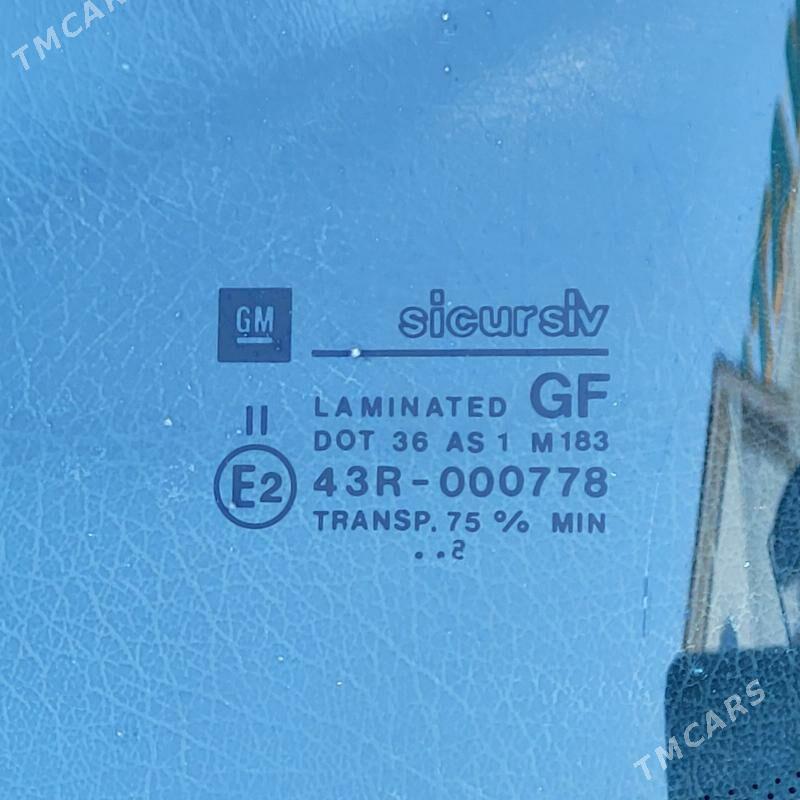 TMCARS
GM sicursiv
LAMINATED GF
II DOT 36 AS 1 M183
E2 43R-000778
TRANSP. 75 % MIN
..2
TMCARS